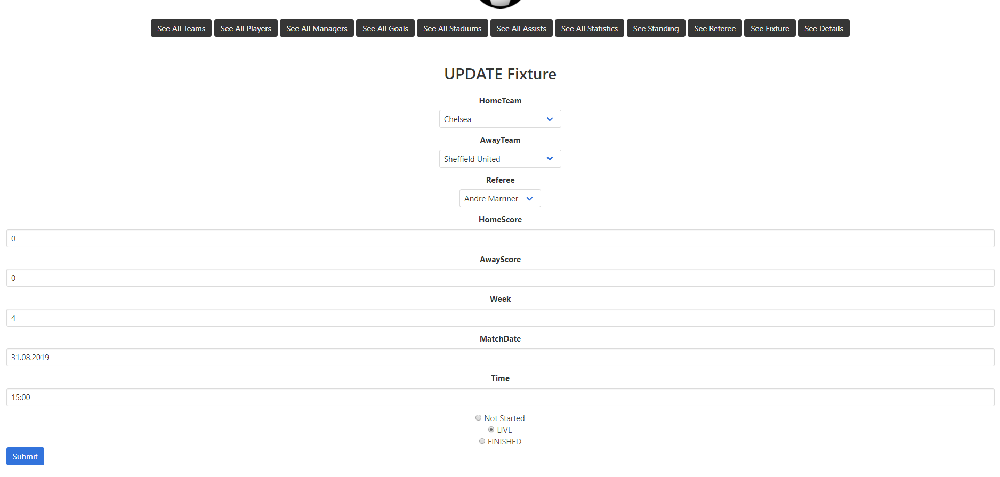 See All Teams See All Players See All Managers See All Goals See All Stadiums See All Assists See All Statistics See Standing See Referee See Fixture See Details
UPDATE Fixture
HomeTeam
Chelsea
AwayTeam
Sheffield United
Referee
Andre Marriner
HomeScore
0
AwayScore
0
Week
4
MatchDate
31.08.2019
Time
15:00
Not Started
LIVE
FINISHED
Submit